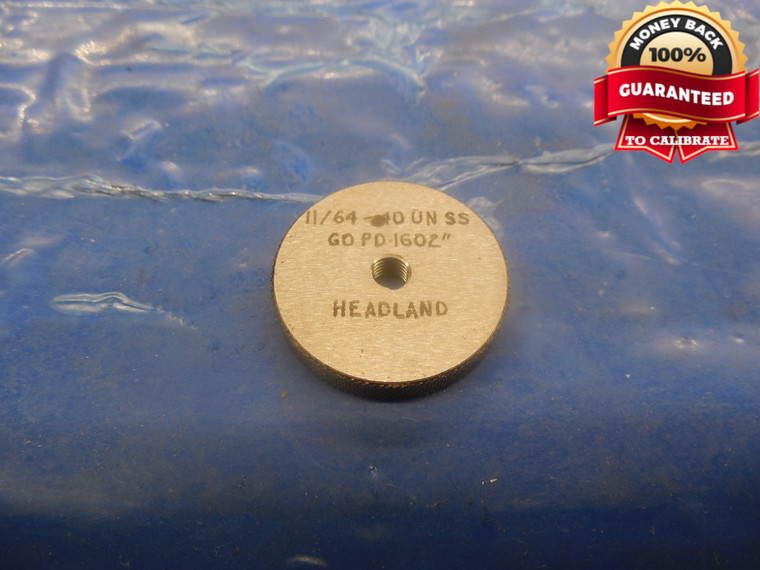 MONEY BACK
100%
GUARANTEED
TO CALIBRATE
11/64-40 UN SS
GO PD .1602"
HEADLAND